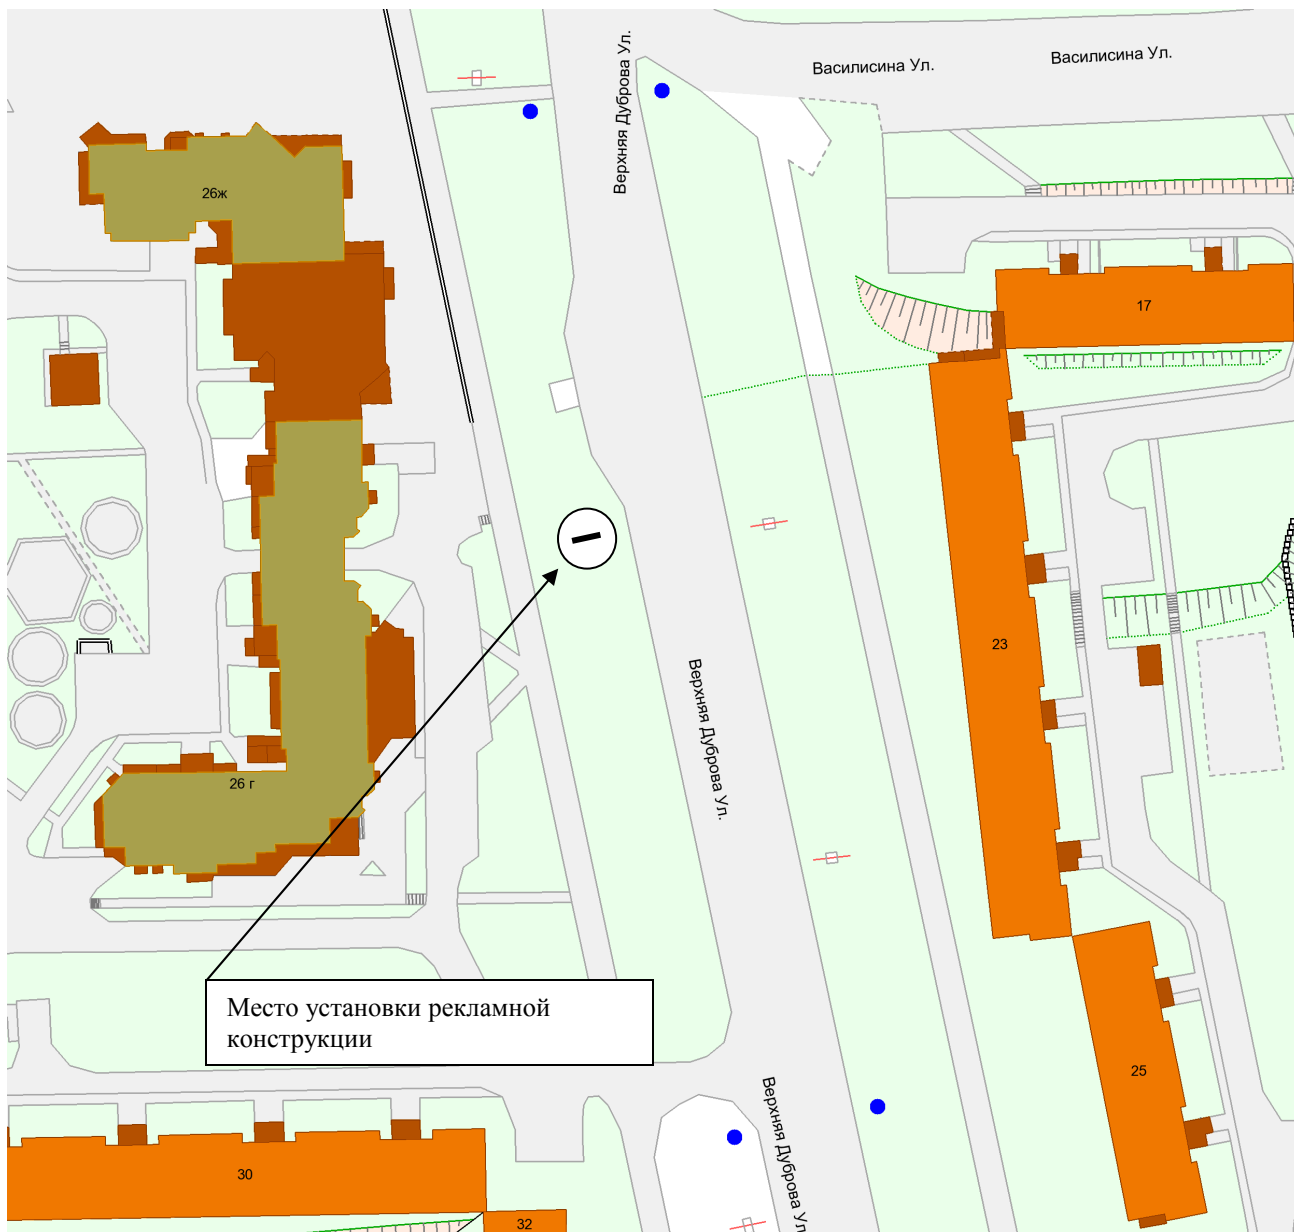 Верхняя Дуброва Ул.
Василисина Ул.
Василисина Ул.
26ж
17
23
Верхняя Дуброва Ул.
26 г
Место установки рекламной
конструкции
25
Верхняя Дуброва Ул.
30
32